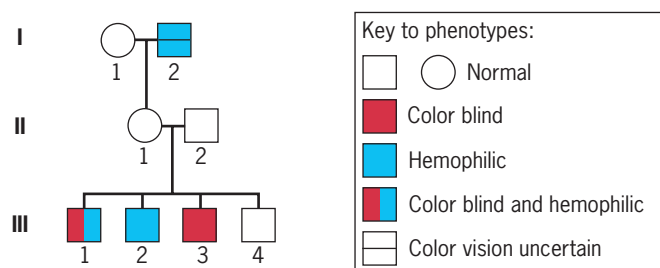 I
1 2
II
1 2
III
1 2 3 4
Key to phenotypes:
Normal
Color blind
Hemophilic
Color blind and hemophilic
Color vision uncertain